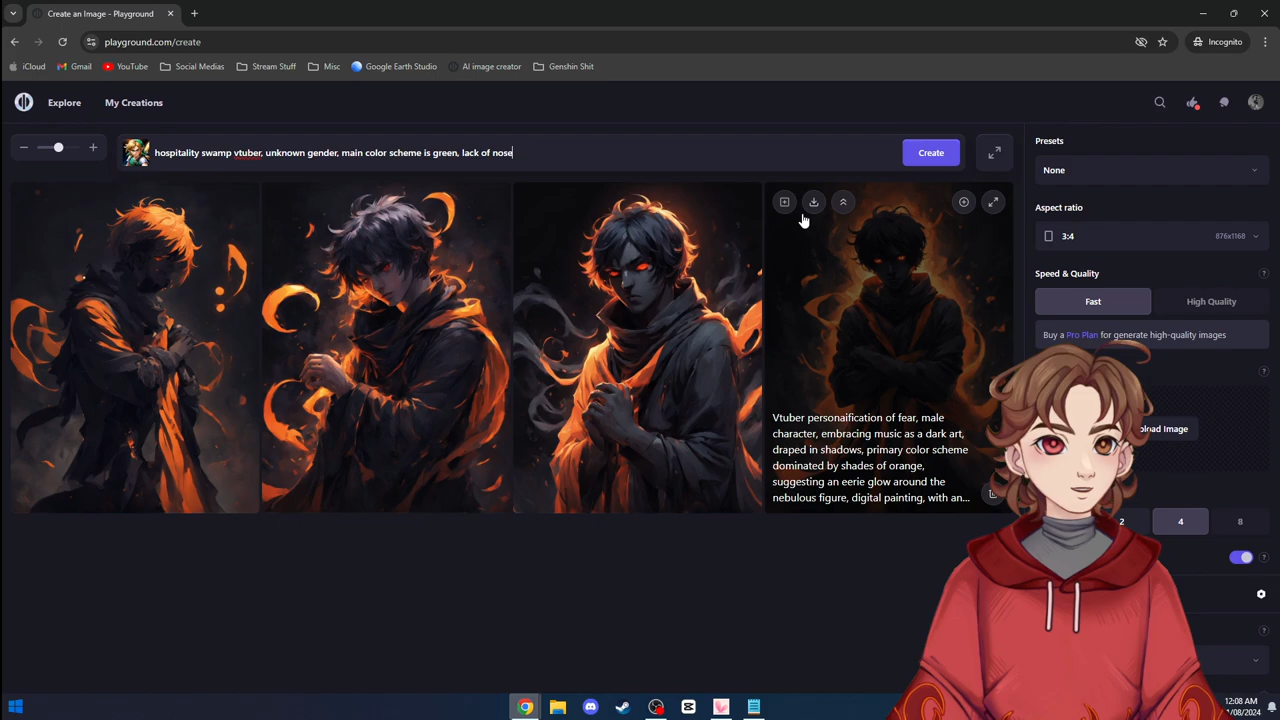 Create an Image - Playground
playground.com/create
Incognito
iCloud
Gmail
YouTube
Social Medias
Stream Stuff
Misc
Google Earth Studio
AI image creator
Genshin Shit
Explore
My Creations
hospitality swamp vtuber, unknown gender, main color scheme is green, lack of nose
Create
Presets
None
Aspect ratio
3:4
876x1168
Speed & Quality
Fast
High Quality
Buy a Pro Plan for generate high-quality images
Vtuber personaification of fear, male
character, embracing music as a dark art,
draped in shadows, primary color scheme
dominated by shades of orange,
suggesting an eerie glow around the
nebulous figure, digital painting, with an...
Image
2
4
8
12:08 AM
/08/2024